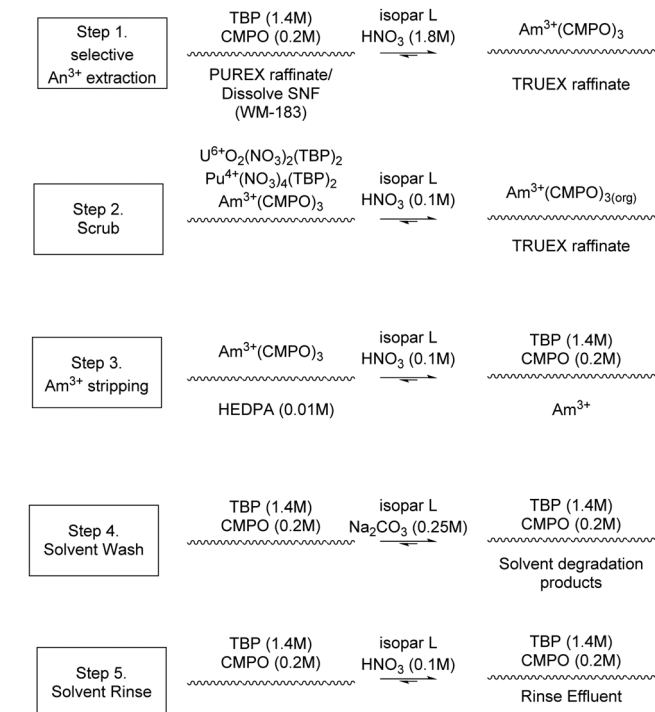 Step 1.
selective
An³⁺ extraction
TBP (1.4M)
CMPO (0.2M)
PUREX raffinate/
Dissolve SNF
(WM-183)
isopar L
HNO₃ (1.8M)
Am³⁺(CMPO)₃
TRUEX raffinate
Step 2.
Scrub
U⁶⁺O₂(NO₃)₂(TBP)₂
Pu⁴⁺(NO₃)₄(TBP)₂
Am³⁺(CMPO)₃
isopar L
HNO₃ (0.1M)
Am³⁺(CMPO)₃₍ₒᵣg₎
TRUEX raffinate
Step 3.
Am³⁺ stripping
Am³⁺(CMPO)₃
HEDPA (0.01M)
isopar L
HNO₃ (0.1M)
TBP (1.4M)
CMPO (0.2M)
Am³⁺
Step 4.
Solvent Wash
TBP (1.4M)
CMPO (0.2M)
isopar L
Na₂CO₃ (0.25M)
TBP (1.4M)
CMPO (0.2M)
Solvent degradation
products
Step 5.
Solvent Rinse
TBP (1.4M)
CMPO (0.2M)
isopar L
HNO₃ (0.1M)
TBP (1.4M)
CMPO (0.2M)
Rinse Effluent